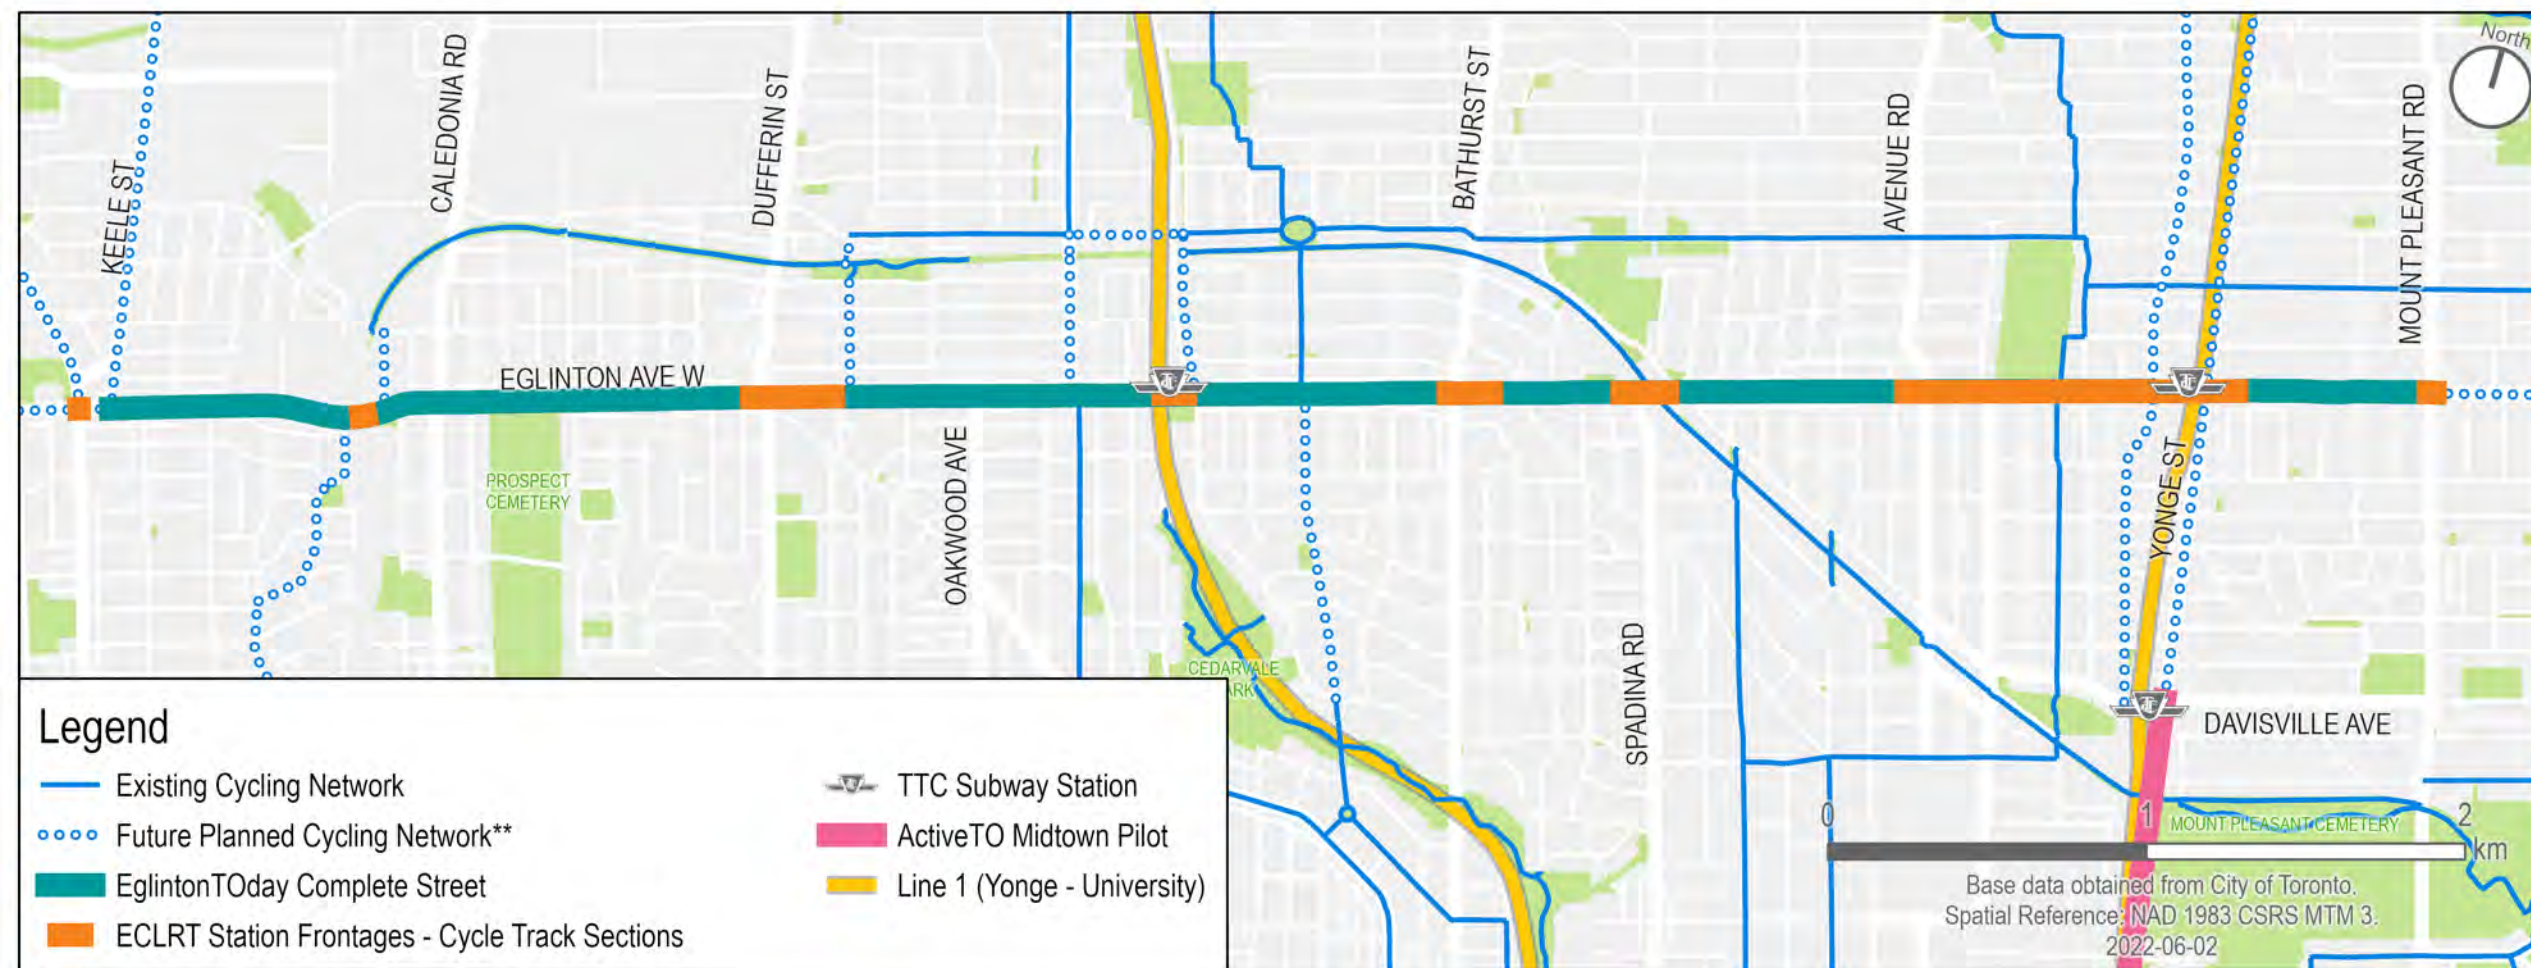 North
KEELE ST
CALEDONIA RD
DUFFERIN ST
BATHURST ST
AVENUE RD
MOUNT PLEASANT RD
EGLINTON AVE W
PROSPECT
CEMETERY
OAKWOOD AVE
YONGE ST
CEDARVALE
ARK
SPADINA RD
DAVISVILLE AVE
MOUNT PLEASANT CEMETERY
0 1 2
km
Base data obtained from City of Toronto.
Spatial Reference: NAD 1983 CSRS MTM 3.
2022-06-02
Legend
Existing Cycling Network
Future Planned Cycling Network**
EglintonTOday Complete Street
ECLRT Station Frontages - Cycle Track Sections
TTC Subway Station
ActiveTO Midtown Pilot
Line 1 (Yonge - University)